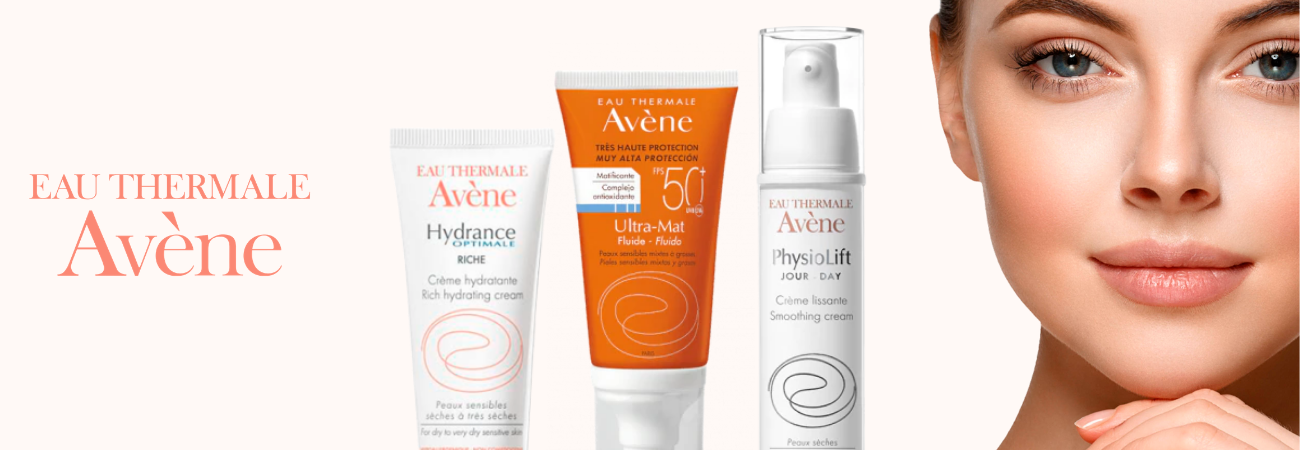 EAU THERMALE
Avène
EAU THERMALE
Avène
Hydrance
OPTIMALE
RICHE
Crème hydratante
Rich hydrating cream
Peaux sensibles
sèches à très sèches
For dry to very dry sensitive skin
EAU THERMALE
Avène
TRÈS HAUTE PROTECTION
MUY ALTA PROTECCIÓN
Matificante
Complejo
antioxidante
FPS
50+
Ultra-Mat
Fluide - Fluido
Peaux sensibles mixtes à grasses
Pieles sensibles mixtas y grasas
EAU THERMALE
Avène
PhysioLift
JOUR - DAY
Crème lissante
Smoothing cream
Peaux sèches